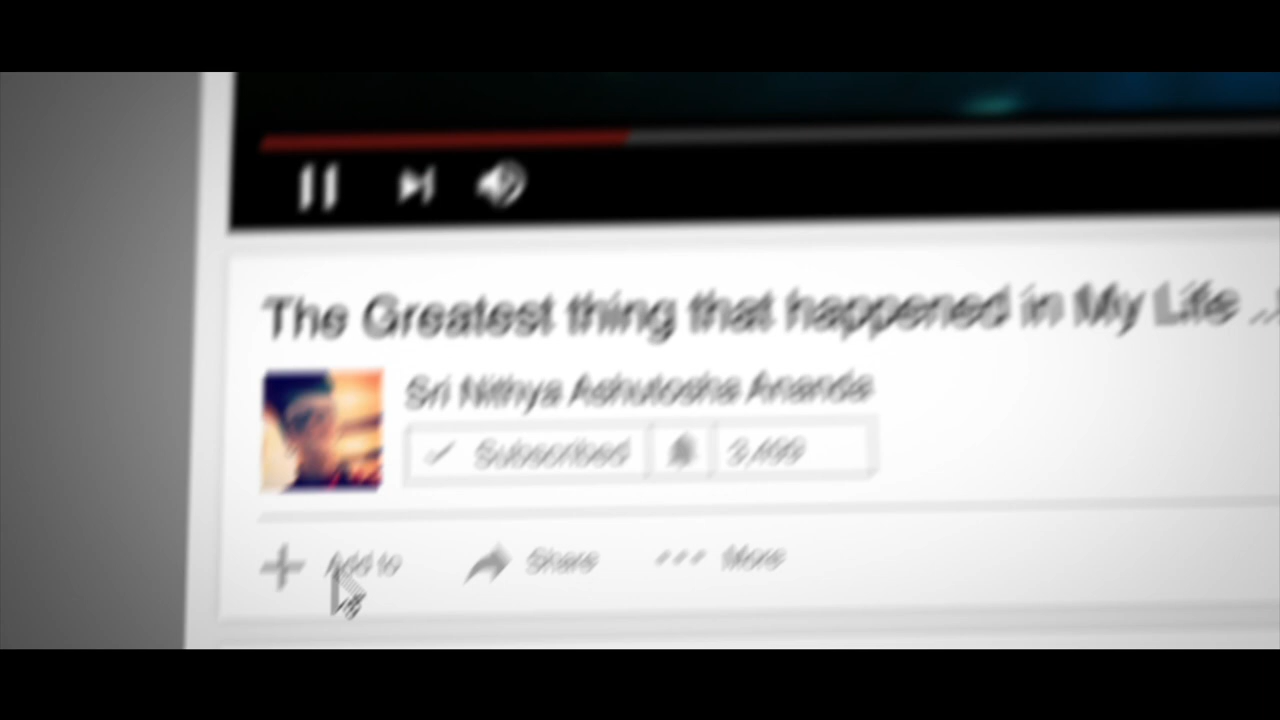 The Greatest thing that happened in My Life ..
Sri Nithya Ashutosha Ananda
Subscribed
Add to
Share
More